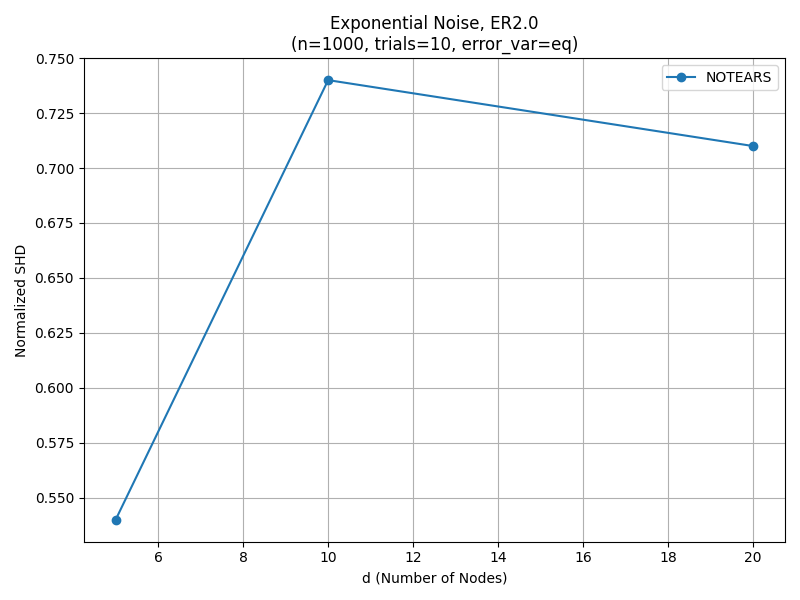 Exponential Noise, ER2.0
(n=1000, trials=10, error_var=eq)
NOTEARS
Normalized SHD
0.750
0.725
0.700
0.675
0.650
0.625
0.600
0.575
0.550
6 8 10 12 14 16 18 20
d (Number of Nodes)